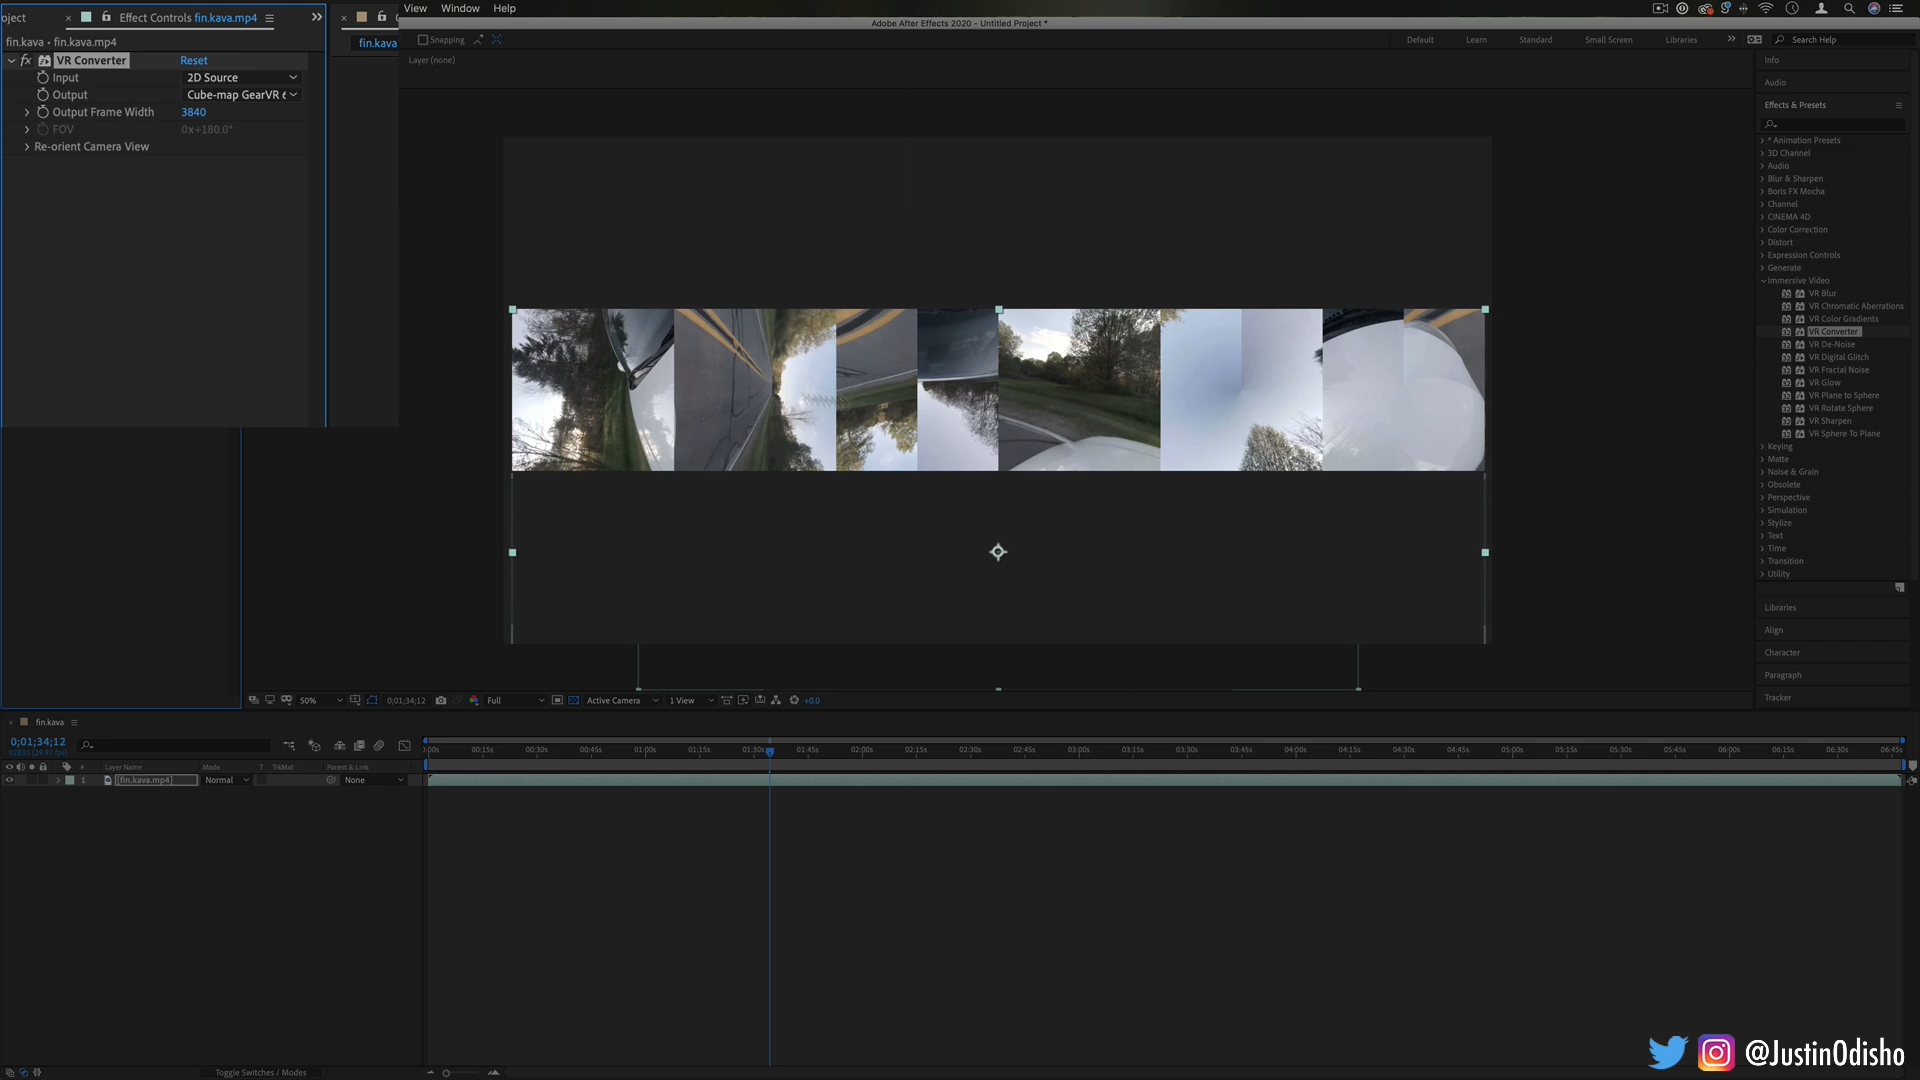 View
Window
Help
Adobe After Effects 2020 - Untitled Project *
oject
Effect Controls fin.kava.mp4
fin.kava • fin.kava.mp4
fx VR Converter Reset
Input 2D Source
Output Cube-map GearVR 6
Output Frame Width 3840
FOV 0x+180.0°
Re-orient Camera View
fin.kava
Snapping
Layer (none)
Default
Learn
Standard
Small Screen
Libraries
Search Help
Info
Audio
Effects & Presets
* Animation Presets
3D Channel
Audio
Blur & Sharpen
Boris FX Mocha
Channel
CINEMA 4D
Color Correction
Distort
Expression Controls
Generate
Immersive Video
VR Blur
VR Chromatic Aberrations
VR Color Gradients
VR Converter
VR De-Noise
VR Digital Glitch
VR Fractal Noise
VR Glow
VR Plane to Sphere
VR Rotate Sphere
VR Sharpen
VR Sphere To Plane
Keying
Matte
Noise & Grain
Obsolete
Perspective
Simulation
Stylize
Text
Time
Transition
Utility
Libraries
Align
Character
Paragraph
Tracker
50%
0;01;34;12
Full
Active Camera
1 View
+0.0
fin.kava
0;01;34;12
# Layer Name Mode T TrkMat Parent & Link
1 [fin.kava.mp4] Normal None
:00s 00:15s 00:30s 00:45s 01:00s 01:15s 01:30s 01:45s 02:00s 02:15s 02:30s 02:45s 03:00s 03:15s 03:30s 03:45s 04:00s 04:15s 04:30s 04:45s 05:00s 05:15s 05:30s 05:45s 06:00s 06:15s 06:30s 06:45s
Toggle Switches / Modes
@JustinOdisho